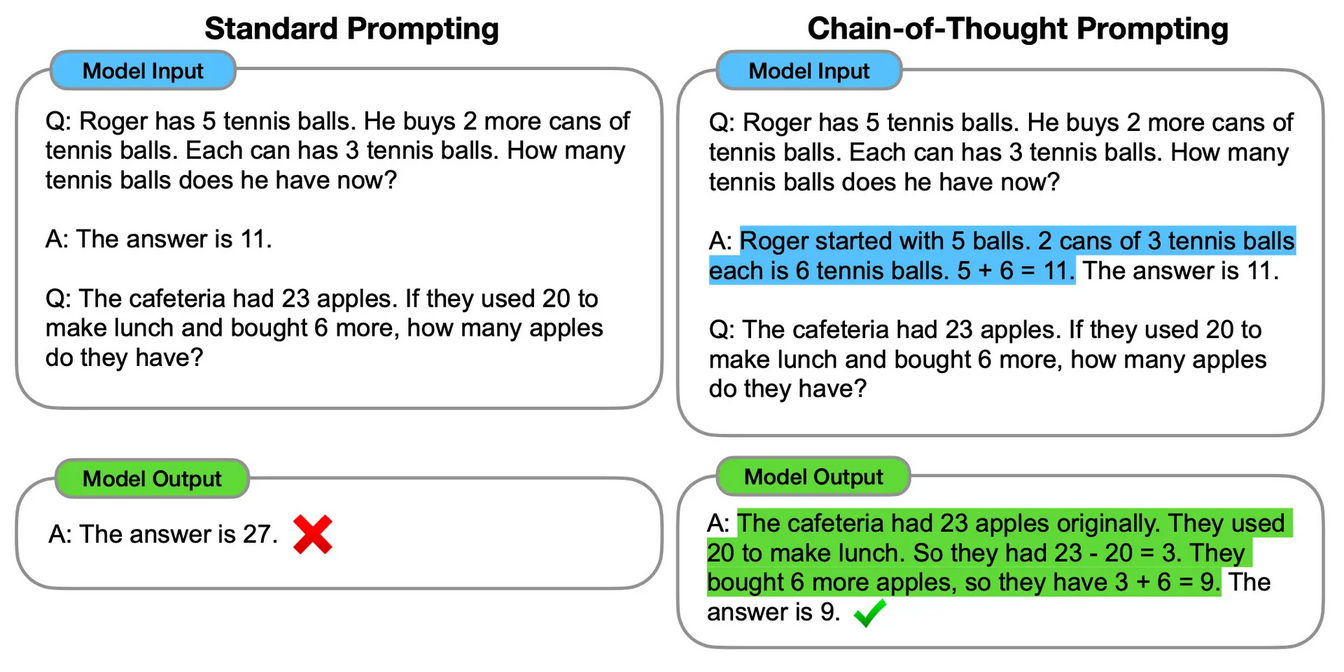 Standard Prompting
Model Input
Q: Roger has 5 tennis balls. He buys 2 more cans of
tennis balls. Each can has 3 tennis balls. How many
tennis balls does he have now?
A: The answer is 11.
Q: The cafeteria had 23 apples. If they used 20 to
make lunch and bought 6 more, how many apples
do they have?
Model Output
A: The answer is 27.
Chain-of-Thought Prompting
Model Input
Q: Roger has 5 tennis balls. He buys 2 more cans of
tennis balls. Each can has 3 tennis balls. How many
tennis balls does he have now?
A: Roger started with 5 balls. 2 cans of 3 tennis balls
each is 6 tennis balls. 5 + 6 = 11. The answer is 11.
Q: The cafeteria had 23 apples. If they used 20 to
make lunch and bought 6 more, how many apples
do they have?
Model Output
A: The cafeteria had 23 apples originally. They used
20 to make lunch. So they had 23 - 20 = 3. They
bought 6 more apples, so they have 3 + 6 = 9. The
answer is 9.